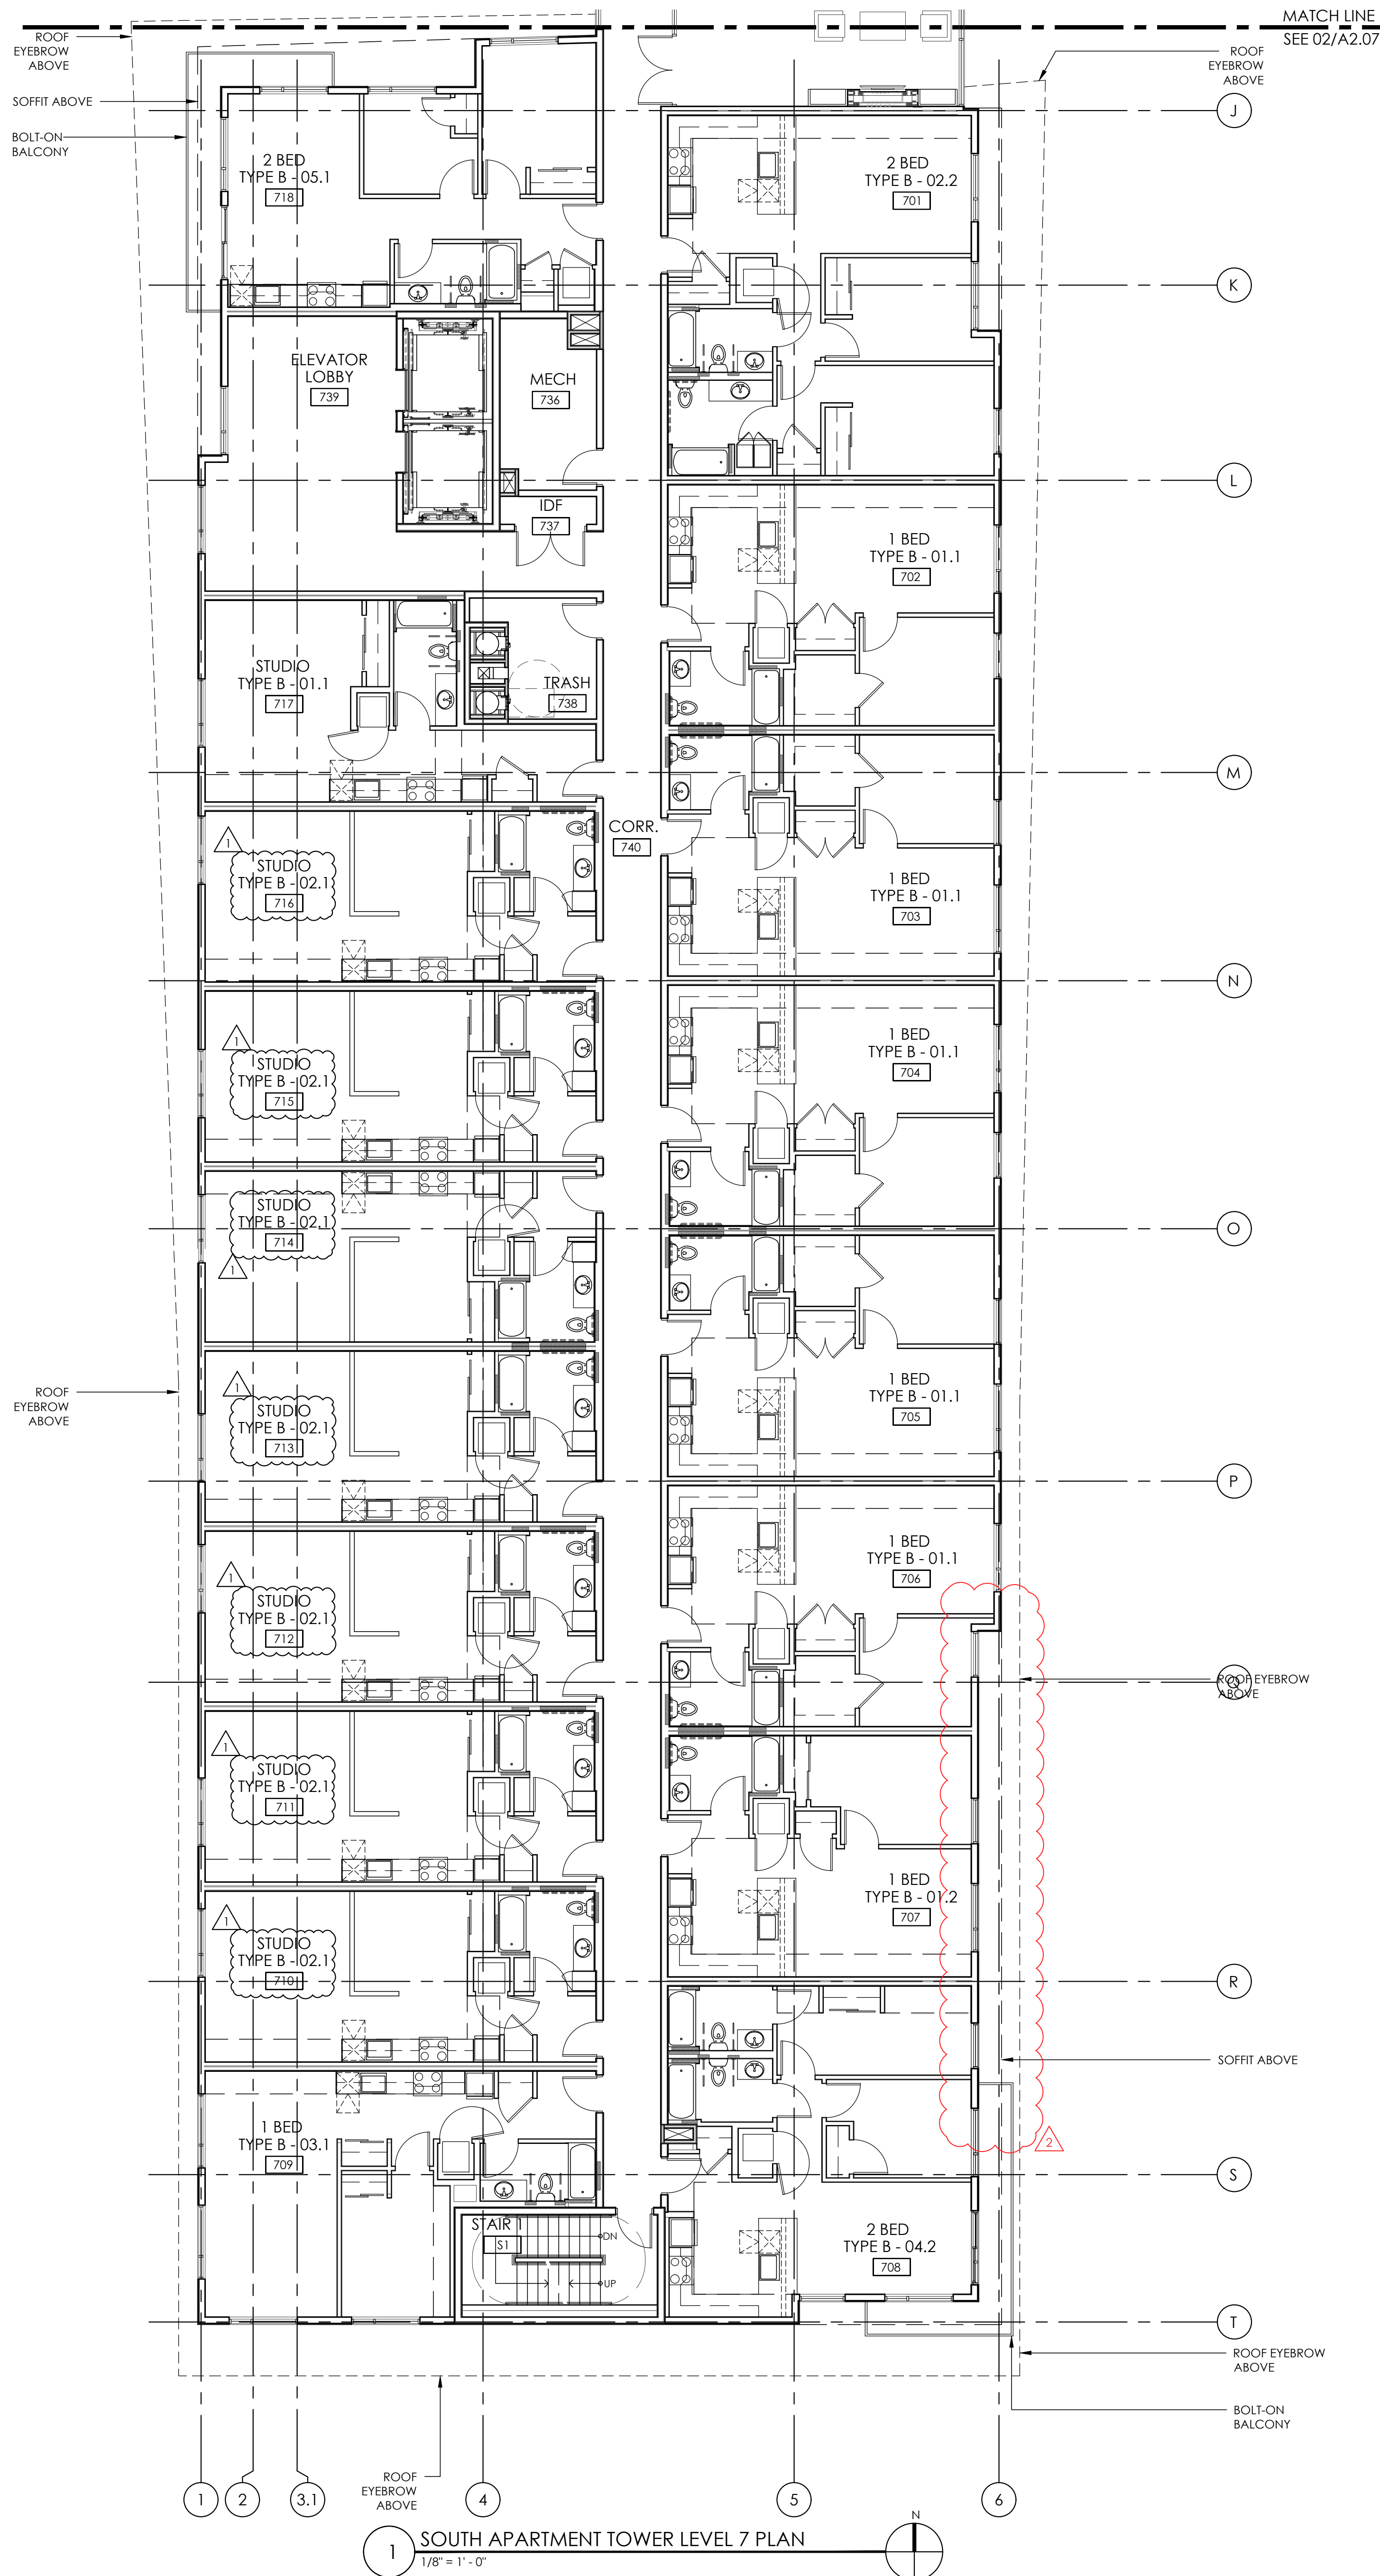 MATCH LINE
SEE 02/A2.07
ROOF
EYEBROW
ABOVE
ROOF
EYEBROW
ABOVE
SOFFIT ABOVE
BOLT-ON
BALCONY
J
2 BED
TYPE B - 05.1
718
2 BED
TYPE B - 02.2
701
K
ELEVATOR
LOBBY
739
MECH
736
L
IDF
737
1 BED
TYPE B - 01.1
702
STUDIO
TYPE B - 01.1
717
TRASH
738
M
CORR.
740
1
STUDIO
TYPE B - 02.1
716
1 BED
TYPE B - 01.1
703
N
1
STUDIO
TYPE B - 02.1
715
1 BED
TYPE B - 01.1
704
STUDIO
TYPE B - 02.1
714
1
O
ROOF
EYEBROW
ABOVE
1
STUDIO
TYPE B - 02.1
713
1 BED
TYPE B - 01.1
705
P
1
STUDIO
TYPE B - 02.1
712
1 BED
TYPE B - 01.1
706
Q
ROOF EYEBROW
ABOVE
1
STUDIO
TYPE B - 02.1
711
1 BED
TYPE B - 01.2
707
1
STUDIO
TYPE B - 02.1
710
R
SOFFIT ABOVE
1 BED
TYPE B - 03.1
709
2
S
STAIR 1
S1
DN
UP
2 BED
TYPE B - 04.2
708
T
ROOF EYEBROW
ABOVE
BOLT-ON
BALCONY
ROOF
EYEBROW
ABOVE
1
2
3.1
4
5
6
N
1
SOUTH APARTMENT TOWER LEVEL 7 PLAN
1/8" = 1' - 0"